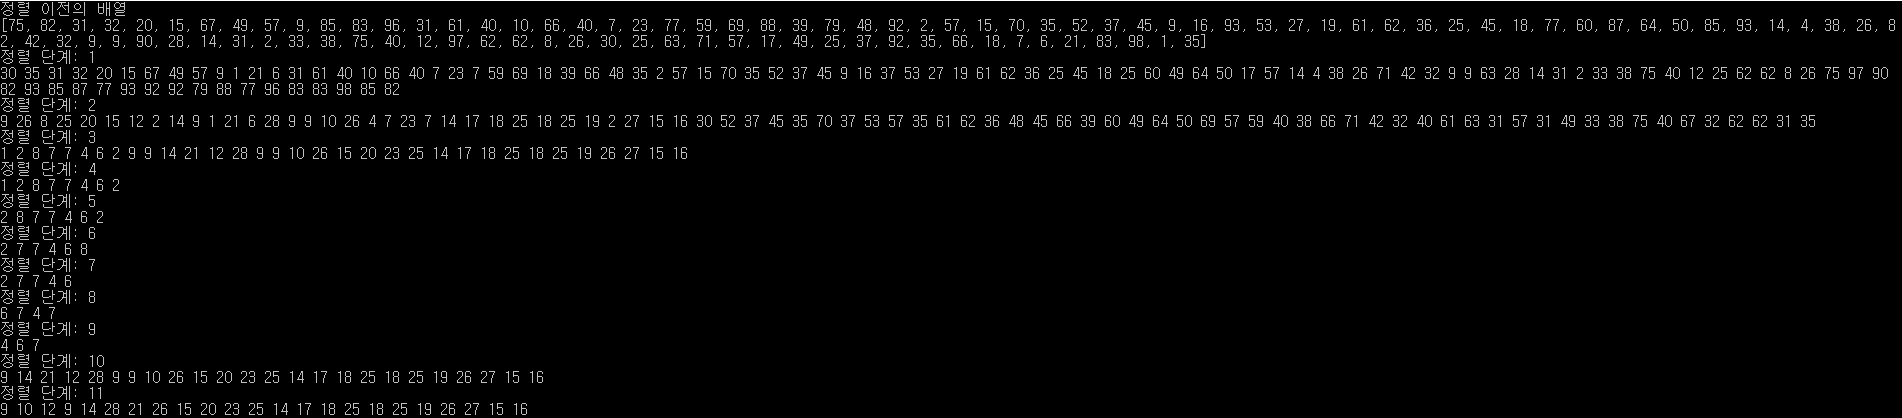 정렬 이전의 배열
[75, 82, 31, 32, 20, 15, 67, 49, 57, 9, 85, 83, 96, 31, 61, 40, 10, 66, 40, 7, 23, 77, 59, 69, 88, 39, 79, 48, 92, 2, 57, 15, 70, 35, 52, 37, 45, 9, 16, 93, 53, 27, 19, 61, 62, 36, 25, 45, 18, 77, 60, 87, 64, 50, 85, 93, 14, 4, 38, 26, 8
2, 42, 32, 9, 9, 90, 28, 14, 31, 2, 33, 38, 75, 40, 12, 97, 62, 62, 8, 26, 30, 25, 63, 71, 57, 17, 49, 25, 37, 92, 35, 66, 18, 7, 6, 21, 83, 98, 1, 35]
정렬 단계: 1
30 35 31 32 20 15 67 49 57 9 1 21 6 31 61 40 10 66 40 7 23 7 59 69 18 39 66 48 35 2 57 15 70 35 52 37 45 9 16 37 53 27 19 61 62 36 25 45 18 25 60 49 64 50 17 57 14 4 38 26 71 42 32 9 9 63 28 14 31 2 33 38 75 40 12 25 62 62 8 26 75 97 90
82 93 85 87 77 93 92 92 79 88 77 96 83 83 98 85 82
정렬 단계: 2
9 26 8 25 20 15 12 2 14 9 1 21 6 28 9 9 10 26 4 7 23 7 14 17 18 25 18 25 19 2 27 15 16 30 52 37 45 35 70 37 53 57 35 61 62 36 48 45 66 39 60 49 64 50 69 57 59 40 38 66 71 42 32 40 61 63 31 57 31 49 33 38 75 40 67 32 62 62 31 35
정렬 단계: 3
1 2 8 7 7 4 6 2 9 9 14 21 12 28 9 9 10 26 15 20 23 25 14 17 18 25 18 25 19 26 27 15 16
정렬 단계: 4
1 2 8 7 7 4 6 2
정렬 단계: 5
2 8 7 7 4 6 2
정렬 단계: 6
2 7 7 4 6 8
정렬 단계: 7
2 7 7 4 6
정렬 단계: 8
6 7 4 7
정렬 단계: 9
4 6 7
정렬 단계: 10
9 14 21 12 28 9 9 10 26 15 20 23 25 14 17 18 25 18 25 19 26 27 15 16
정렬 단계: 11
9 10 12 9 14 28 21 26 15 20 23 25 14 17 18 25 18 25 19 26 27 15 16